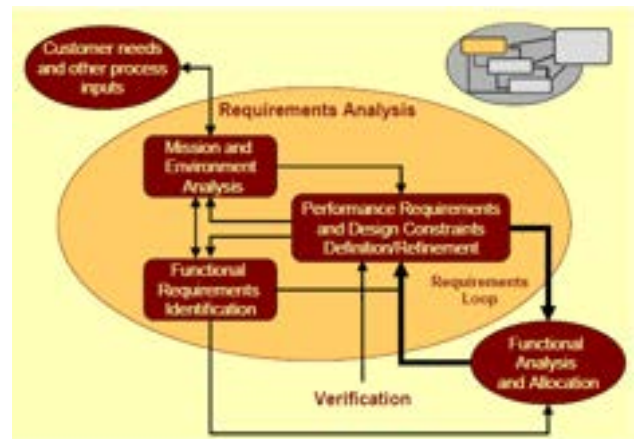 Customer needs
and other process
inputs
Requirements Analysis
Mission and
Environment
Analysis
Performance Requirements
and Design Constraints
Definition/Refinement
Functional
Requirements
Identification
Requirements
Loop
Functional
Analysis
and Allocation
Verification